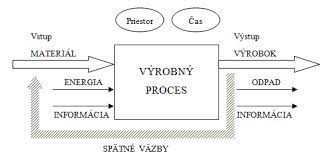 Priestor
Čas
Vstup
Výstup
MATERIÁL
VÝROBOK
VÝROBNÝ
PROCES
ENERGIA
ODPAD
INFORMÁCIA
INFORMÁCIA
SPÄTNÉ VÄZBY